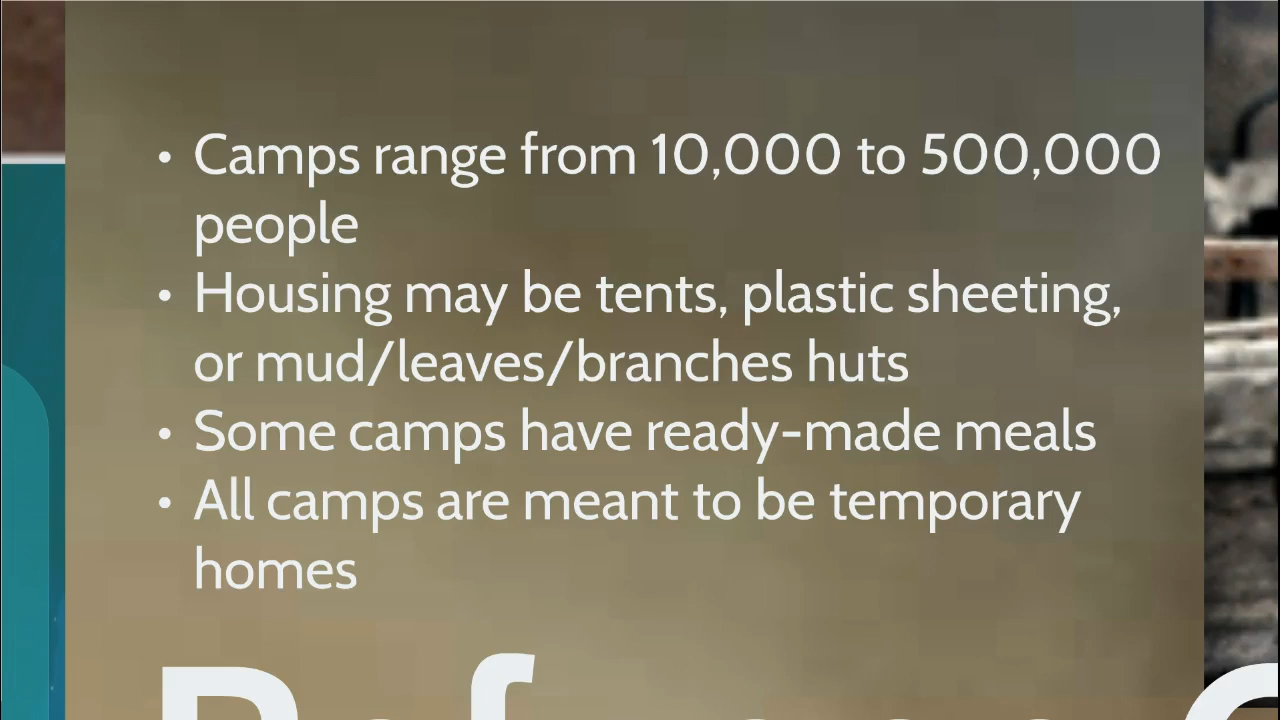 • Camps range from 10,000 to 500,000
people
• Housing may be tents, plastic sheeting,
or mud/leaves/branches huts
• Some camps have ready-made meals
• All camps are meant to be temporary
homes